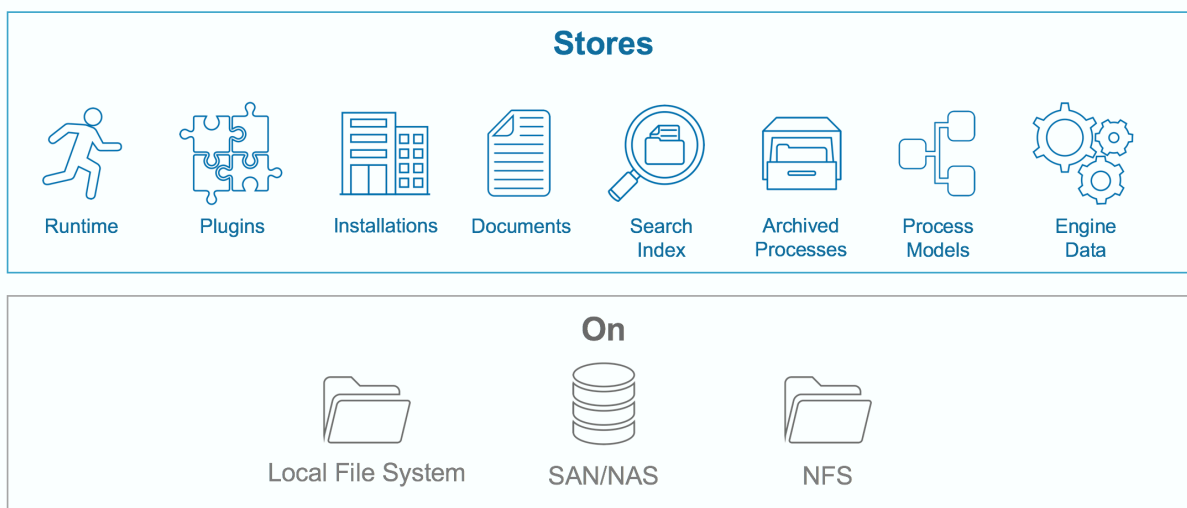 Stores
Runtime
Plugins
Installations
Documents
Search
Index
Archived
Processes
Process
Models
Engine
Data
On
Local File System
SAN/NAS
NFS